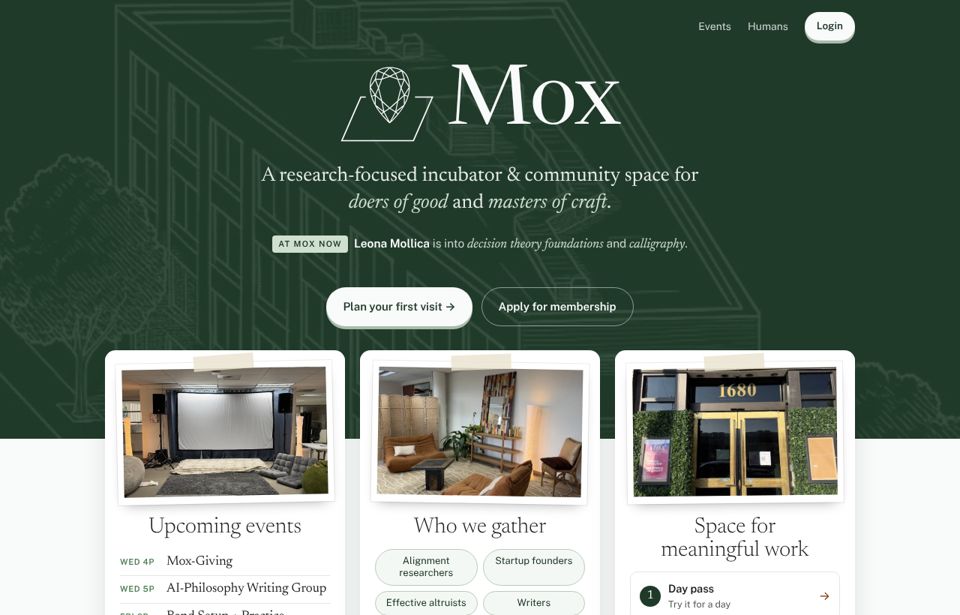 Events
Humans
Login
Mox
A research-focused incubator & community space for
doers of good and masters of craft.
AT MOX NOW Leona Mollica is into decision theory foundations and calligraphy.
Plan your first visit →
Apply for membership
1680
Upcoming events
WED 4P Mox-Giving
WED 5P AI-Philosophy Writing Group
Who we gather
Alignment
researchers
Startup founders
Effective altruists
Writers
Space for
meaningful work
1 Day pass →
Try it for a day